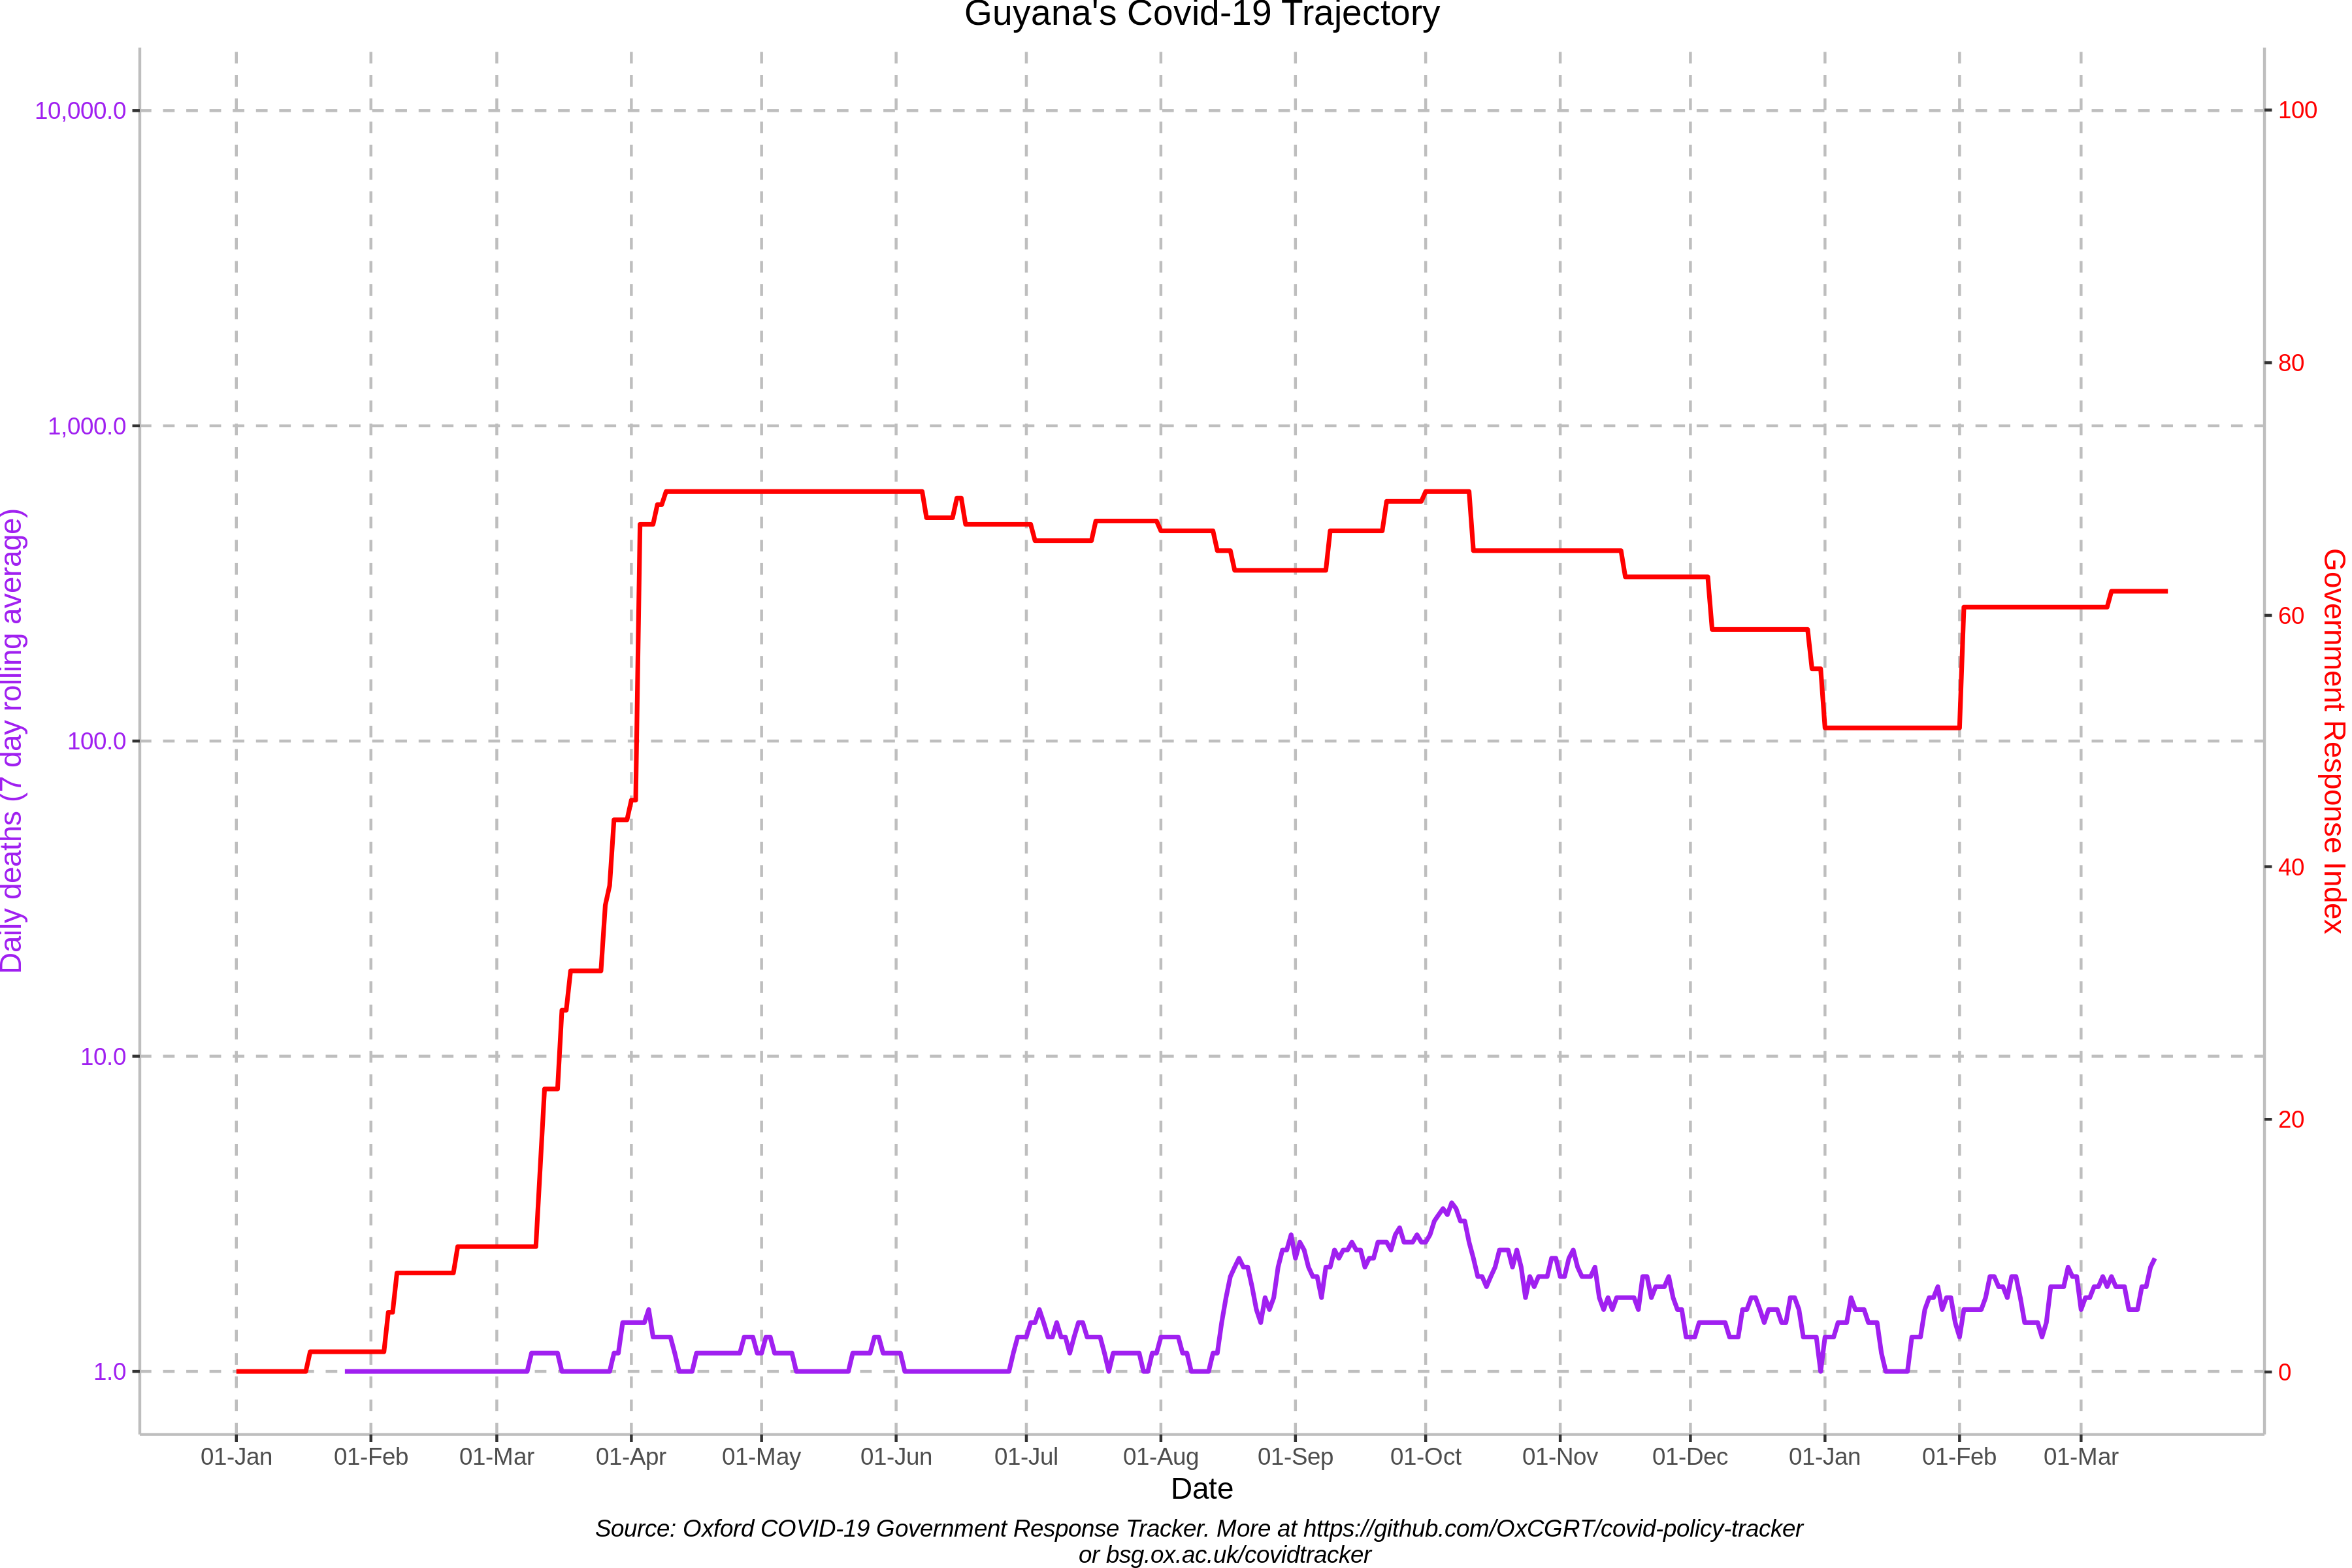 Guyana's Covid-19 Trajectory
10,000.0
1,000.0
100.0
10.0
1.0
Daily deaths (7 day rolling average)
100
80
60
40
20
0
Government Response Index
01-Jan 01-Feb 01-Mar 01-Apr 01-May 01-Jun 01-Jul 01-Aug 01-Sep 01-Oct 01-Nov 01-Dec 01-Jan 01-Feb 01-Mar
Date
Source: Oxford COVID-19 Government Response Tracker. More at https://github.com/OxCGRT/covid-policy-tracker
or bsg.ox.ac.uk/covidtracker